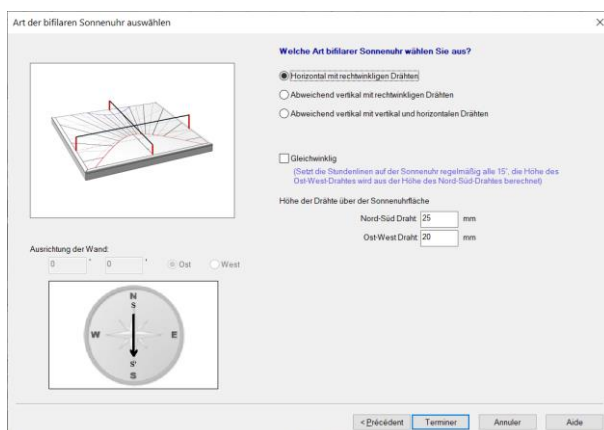 Art der bifilaren Sonnenuhr auswählen
Welche Art bifilarer Sonnenuhr wählen Sie aus?
Horizontal mit rechtwinkligen Drähten
Abweichend vertikal mit rechtwinkligen Drähten
Abweichend vertikal mit vertikal und horizontalen Drähten
Gleichwinklig
(Setzt die Stundenlinien auf der Sonnenuhr regelmäßig alle 15', die Höhe des
Ost-West-Drahtes wird aus der Höhe des Nord-Süd-Drahtes berechnet)
Höhe der Drähte über der Sonnenuhrfläche
Nord-Süd Draht: 25 mm
Ost-West Draht: 20 mm
Ausrichtung der Wand:
0 ° 0 ' Ost West
N
S
W E
S'
S
< Précédent Terminer Annuler Aide